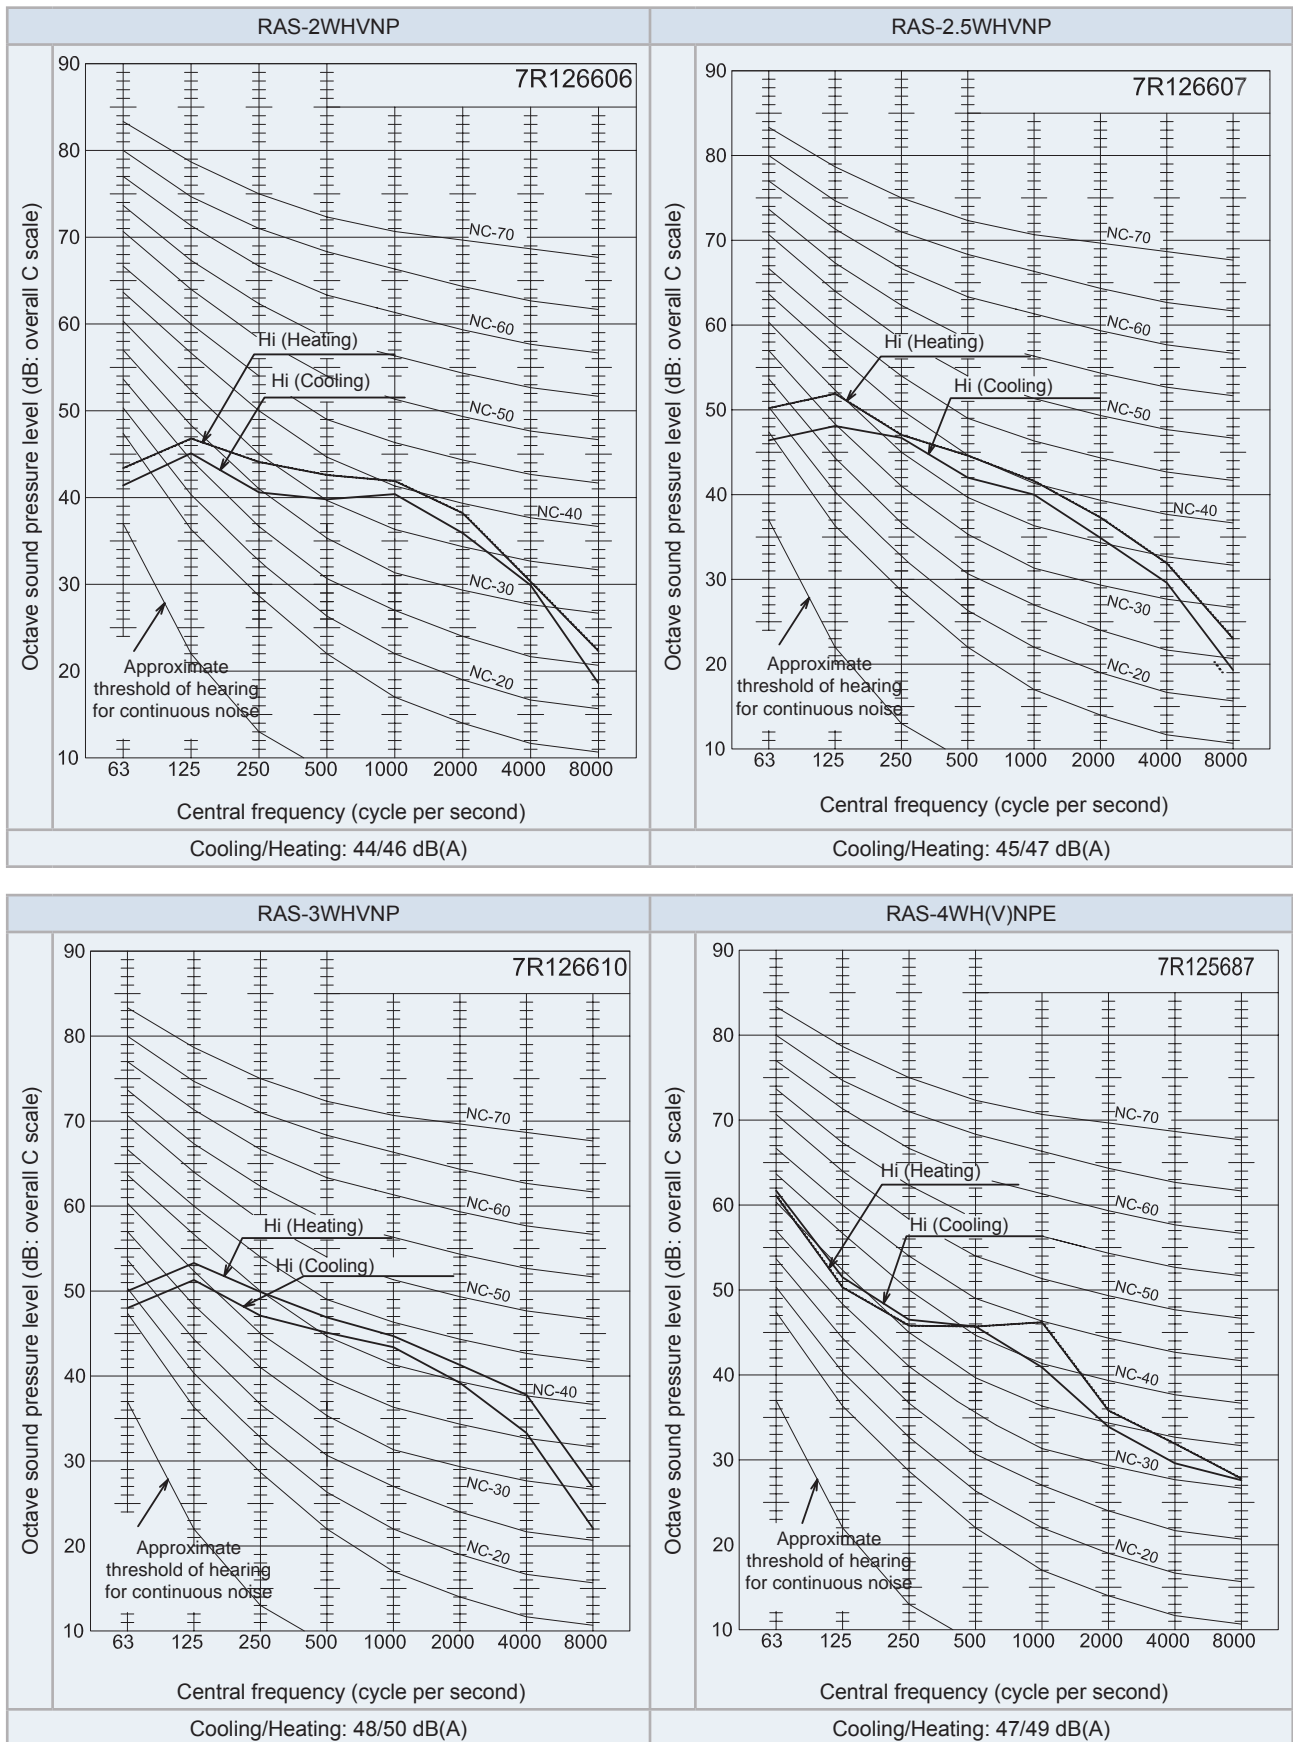 RAS-2WHVNP
7R126606
Octave sound pressure level (dB: overall C scale)
90
80
70
60
50
40
30
20
10
NC-70
NC-60
Hi (Heating)
Hi (Cooling)
NC-50
NC-40
NC-30
NC-20
Approximate
threshold of hearing
for continuous noise
63 125 250 500 1000 2000 4000 8000
Central frequency (cycle per second)
Cooling/Heating: 44/46 dB(A)
RAS-2.5WHVNP
7R126607
Octave sound pressure level (dB: overall C scale)
90
80
70
60
50
40
30
20
10
NC-70
NC-60
Hi (Heating)
Hi (Cooling)
NC-50
NC-40
NC-30
NC-20
Approximate
threshold of hearing
for continuous noise
63 125 250 500 1000 2000 4000 8000
Central frequency (cycle per second)
Cooling/Heating: 45/47 dB(A)
RAS-3WHVNP
7R126610
Octave sound pressure level (dB: overall C scale)
90
80
70
60
50
40
30
20
10
NC-70
NC-60
Hi (Heating)
Hi (Cooling)
NC-50
NC-40
NC-30
NC-20
Approximate
threshold of hearing
for continuous noise
63 125 250 500 1000 2000 4000 8000
Central frequency (cycle per second)
Cooling/Heating: 48/50 dB(A)
RAS-4WH(V)NPE
7R125687
Octave sound pressure level (dB: overall C scale)
90
80
70
60
50
40
30
20
10
NC-70
Hi (Heating)
NC-60
Hi (Cooling)
NC-50
NC-40
NC-30
NC-20
Approximate
threshold of hearing
for continuous noise
63 125 250 500 1000 2000 4000 8000
Central frequency (cycle per second)
Cooling/Heating: 47/49 dB(A)